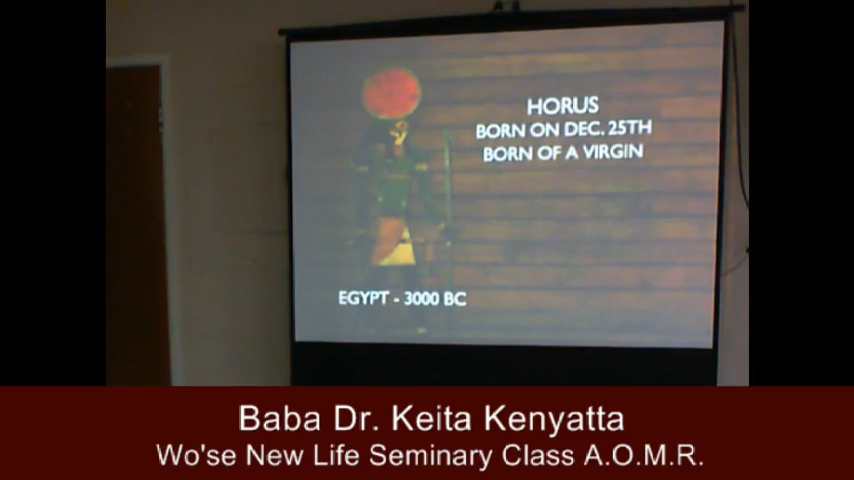 HORUS
BORN ON DEC. 25TH
BORN OF A VIRGIN
EGYPT - 3000 BC
Baba Dr. Keita Kenyatta
Wo'se New Life Seminary Class A.O.M.R.